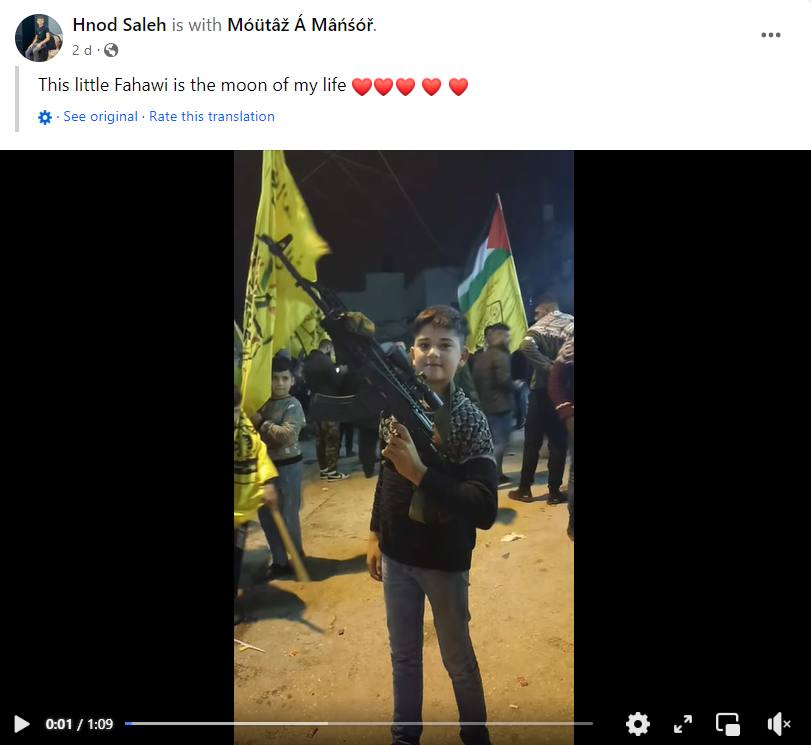 Hnod Saleh is with Móütâž Á Mâńśóř.
2 d ·
This little Fahawi is the moon of my life ❤️❤️❤️ ❤️ ❤️
· See original · Rate this translation
0:01 / 1:09